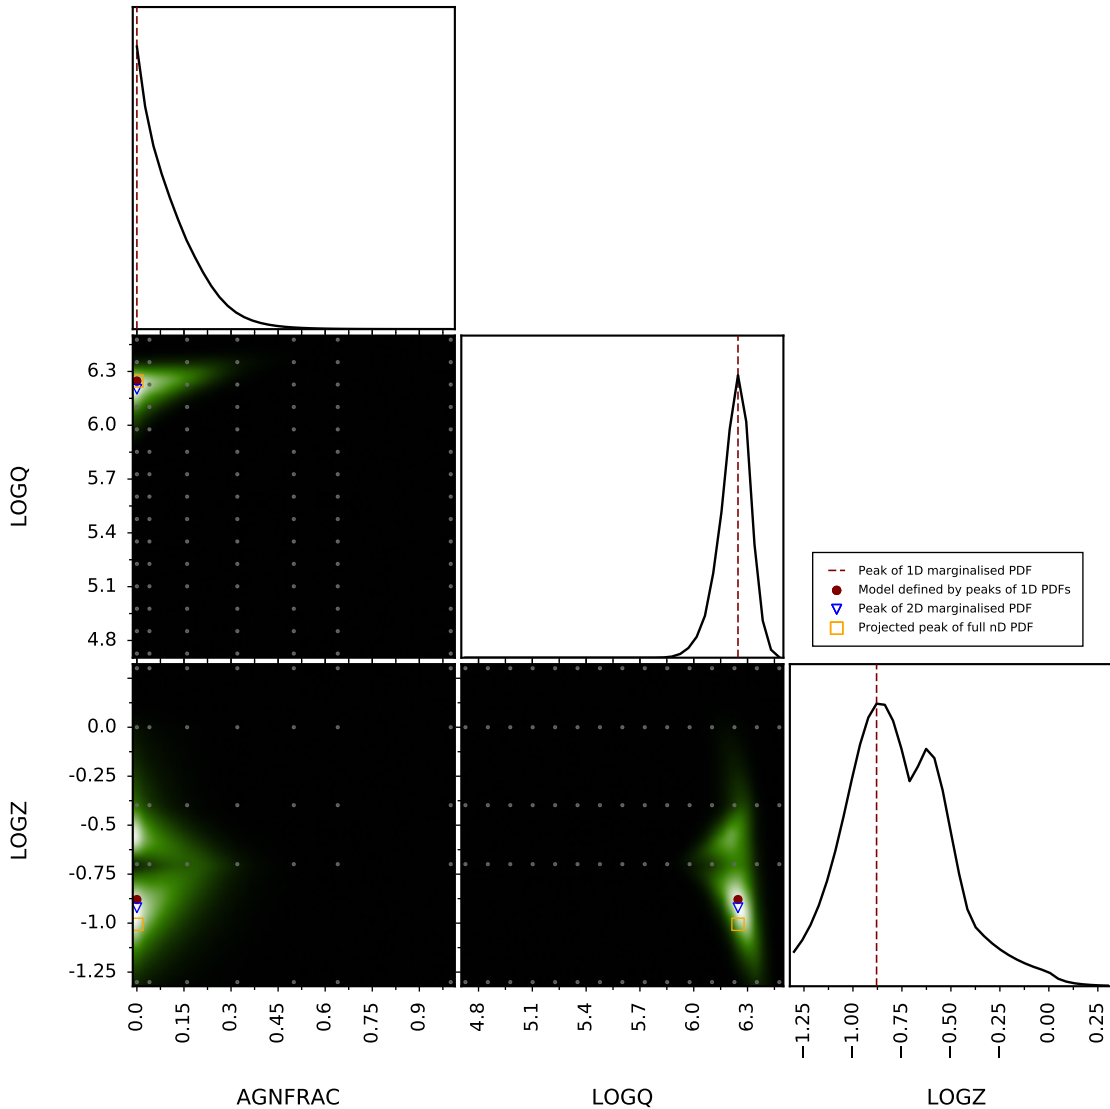 6.3
6.0
5.7
5.4
5.1
4.8
LOGQ
Peak of 1D marginalised PDF
Model defined by peaks of 1D PDFs
Peak of 2D marginalised PDF
Projected peak of full nD PDF
0.0
-0.25
-0.5
-0.75
-1.0
-1.25
LOGZ
0.0 0.15 0.3 0.45 0.6 0.75 0.9
4.8 5.1 5.4 5.7 6.0 6.3
−1.25 −1.00 −0.75 −0.50 0.00 0.25
AGNFRAC LOGQ LOGZ